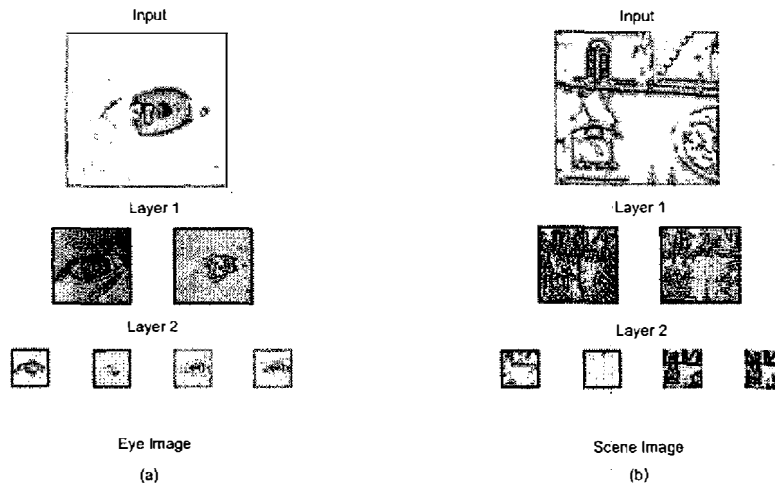 Input
Layer 1
Layer 2
Eye Image
(a)
Input
Layer 1
Layer 2
Scene Image
(b)